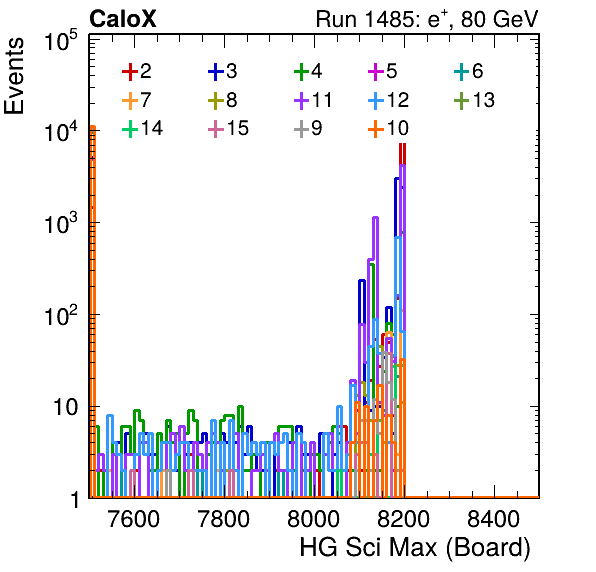 CaloX Run 1485: e⁺, 80 GeV
Events
10⁵
10⁴
10³
10²
10
1
2 3 4 5 6
7 8 11 12 13
14 15 9 10
7600 7800 8000 8200 8400
HG Sci Max (Board)